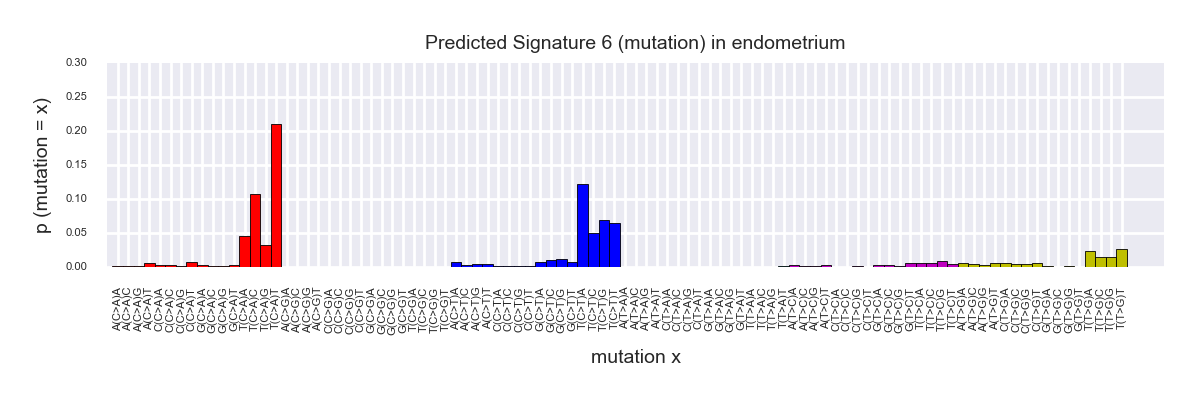 Predicted Signature 6 (mutation) in endometrium
0.30
0.25
0.20
0.15
0.10
0.05
0.00
p (mutation = x)
A(C>A)A
A(C>A)C
A(C>A)G
A(C>A)T
C(C>A)A
C(C>A)C
C(C>A)G
C(C>A)T
G(C>A)A
G(C>A)C
G(C>A)G
G(C>A)T
T(C>A)A
T(C>A)C
T(C>A)G
T(C>A)T
A(C>G)A
A(C>G)C
A(C>G)G
A(C>G)T
C(C>G)A
C(C>G)C
C(C>G)G
C(C>G)T
G(C>G)A
G(C>G)C
G(C>G)G
G(C>G)T
T(C>G)A
T(C>G)C
T(C>G)G
T(C>G)T
A(C>T)A
A(C>T)C
A(C>T)G
A(C>T)T
C(C>T)A
C(C>T)C
C(C>T)G
C(C>T)T
G(C>T)A
G(C>T)C
G(C>T)G
G(C>T)T
T(C>T)A
T(C>T)C
T(C>T)G
T(C>T)T
A(T>A)A
A(T>A)C
A(T>A)G
A(T>A)T
C(T>A)A
C(T>A)C
C(T>A)G
C(T>A)T
G(T>A)A
G(T>A)C
G(T>A)G
G(T>A)T
T(T>A)A
T(T>A)C
T(T>A)G
T(T>A)T
A(T>C)A
A(T>C)C
A(T>C)G
A(T>C)T
C(T>C)A
C(T>C)C
C(T>C)G
C(T>C)T
G(T>C)A
G(T>C)C
G(T>C)G
G(T>C)T
T(T>C)A
T(T>C)C
T(T>C)G
T(T>C)T
A(T>G)A
A(T>G)C
A(T>G)G
A(T>G)T
C(T>G)A
C(T>G)C
C(T>G)G
C(T>G)T
G(T>G)A
G(T>G)C
G(T>G)G
G(T>G)T
T(T>G)A
T(T>G)C
T(T>G)G
T(T>G)T
mutation x